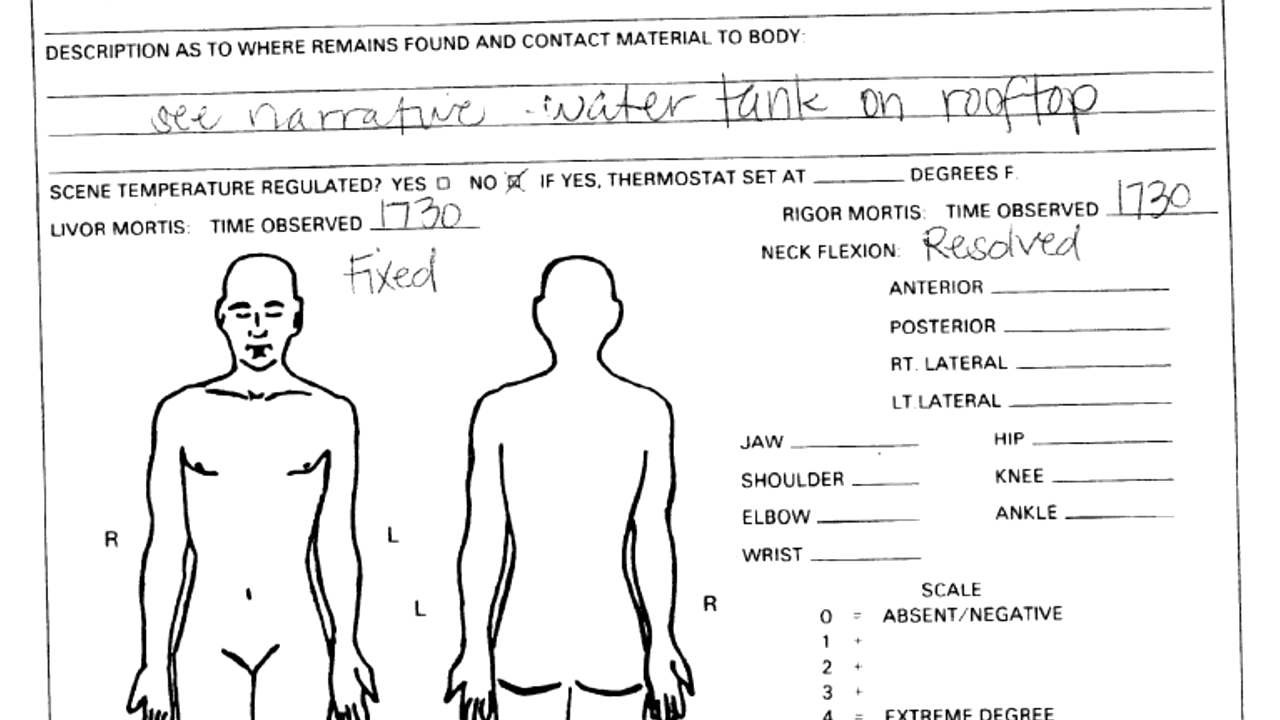 DESCRIPTION AS TO WHERE REMAINS FOUND AND CONTACT MATERIAL TO BODY:
see narrative - water tank on rooftop
SCENE TEMPERATURE REGULATED? YES □ NO ☒ IF YES, THERMOSTAT SET AT ________ DEGREES F.
LIVOR MORTIS: TIME OBSERVED 1730
RIGOR MORTIS: TIME OBSERVED 1730
Fixed
NECK FLEXION: Resolved
ANTERIOR
POSTERIOR
RT. LATERAL
LT. LATERAL
JAW HIP
SHOULDER KNEE
ELBOW ANKLE
WRIST
R L
L R
SCALE
0 = ABSENT/NEGATIVE
1 +
2 +
3 +
4 = EXTREME DEGREE